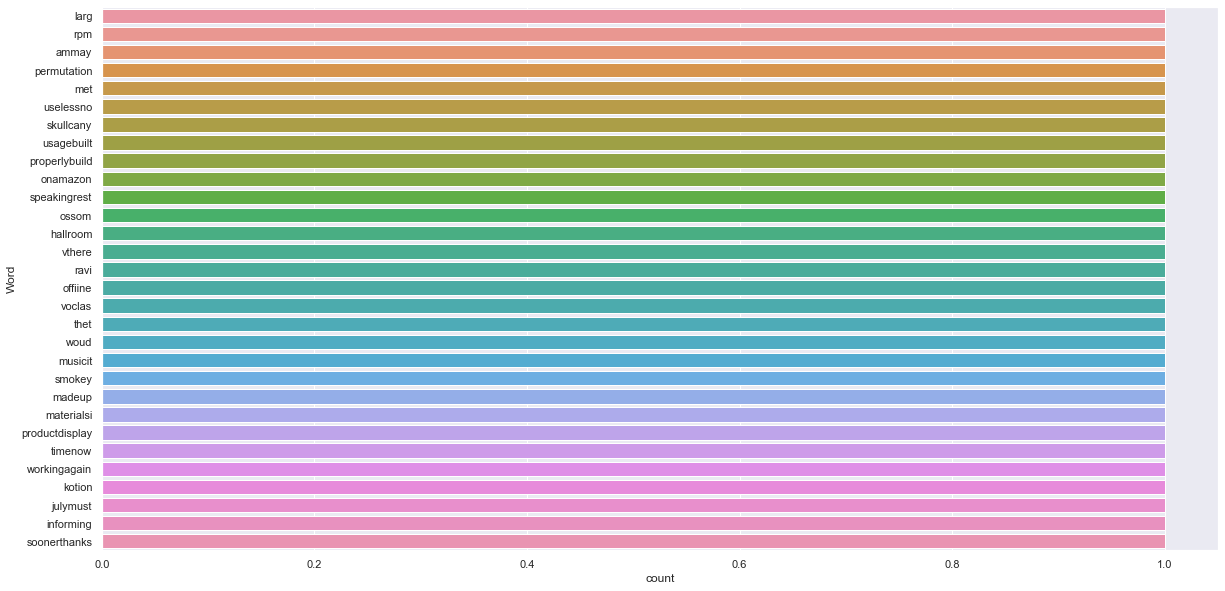 larg
rpm
ammay
permutation
met
uselessno
skullcany
usagebuilt
properlybuild
onamazon
speakingrest
ossom
hallroom
vthere
ravi
offiine
voclas
thet
woud
musicit
smokey
madeup
materialsi
productdisplay
timenow
workingagain
kotion
julymust
informing
soonerthanks
Word
0.0 0.2 0.4 0.6 0.8 1.0
count